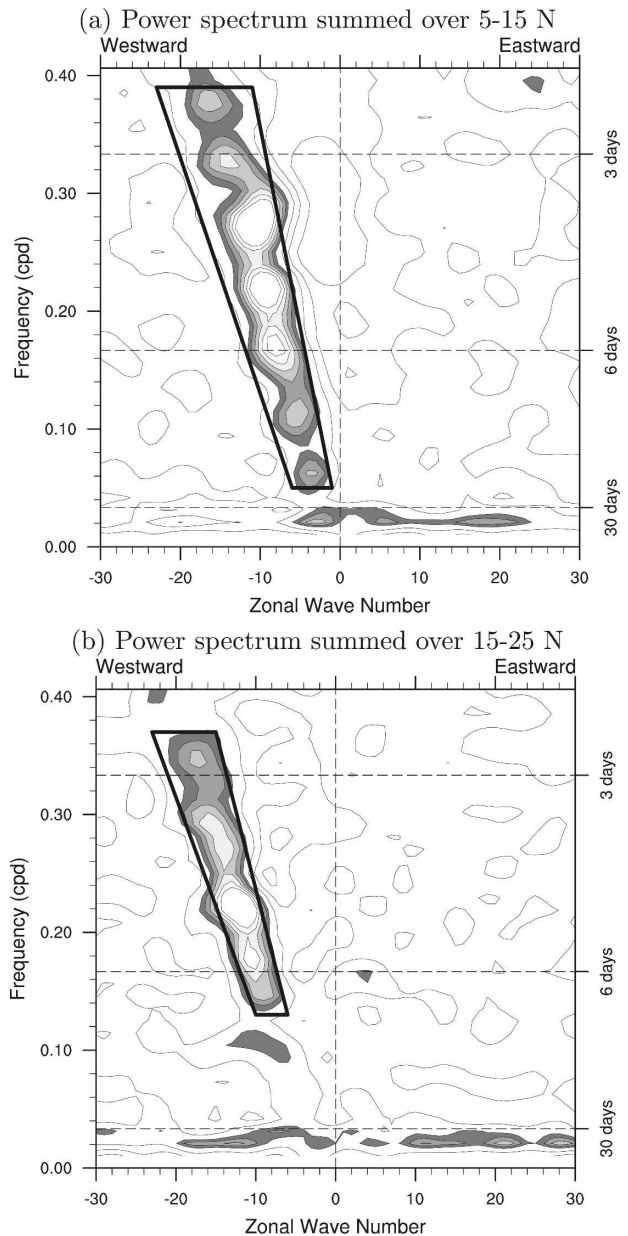 (a) Power spectrum summed over 5-15 N
Westward Eastward
0.40
0.30
0.20
0.10
0.00
Frequency (cpd)
3 days
6 days
30 days
-30 -20 -10 0 10 20 30
Zonal Wave Number
(b) Power spectrum summed over 15-25 N
Westward Eastward
0.40
0.30
0.20
0.10
0.00
Frequency (cpd)
3 days
6 days
30 days
-30 -20 -10 0 10 20 30
Zonal Wave Number